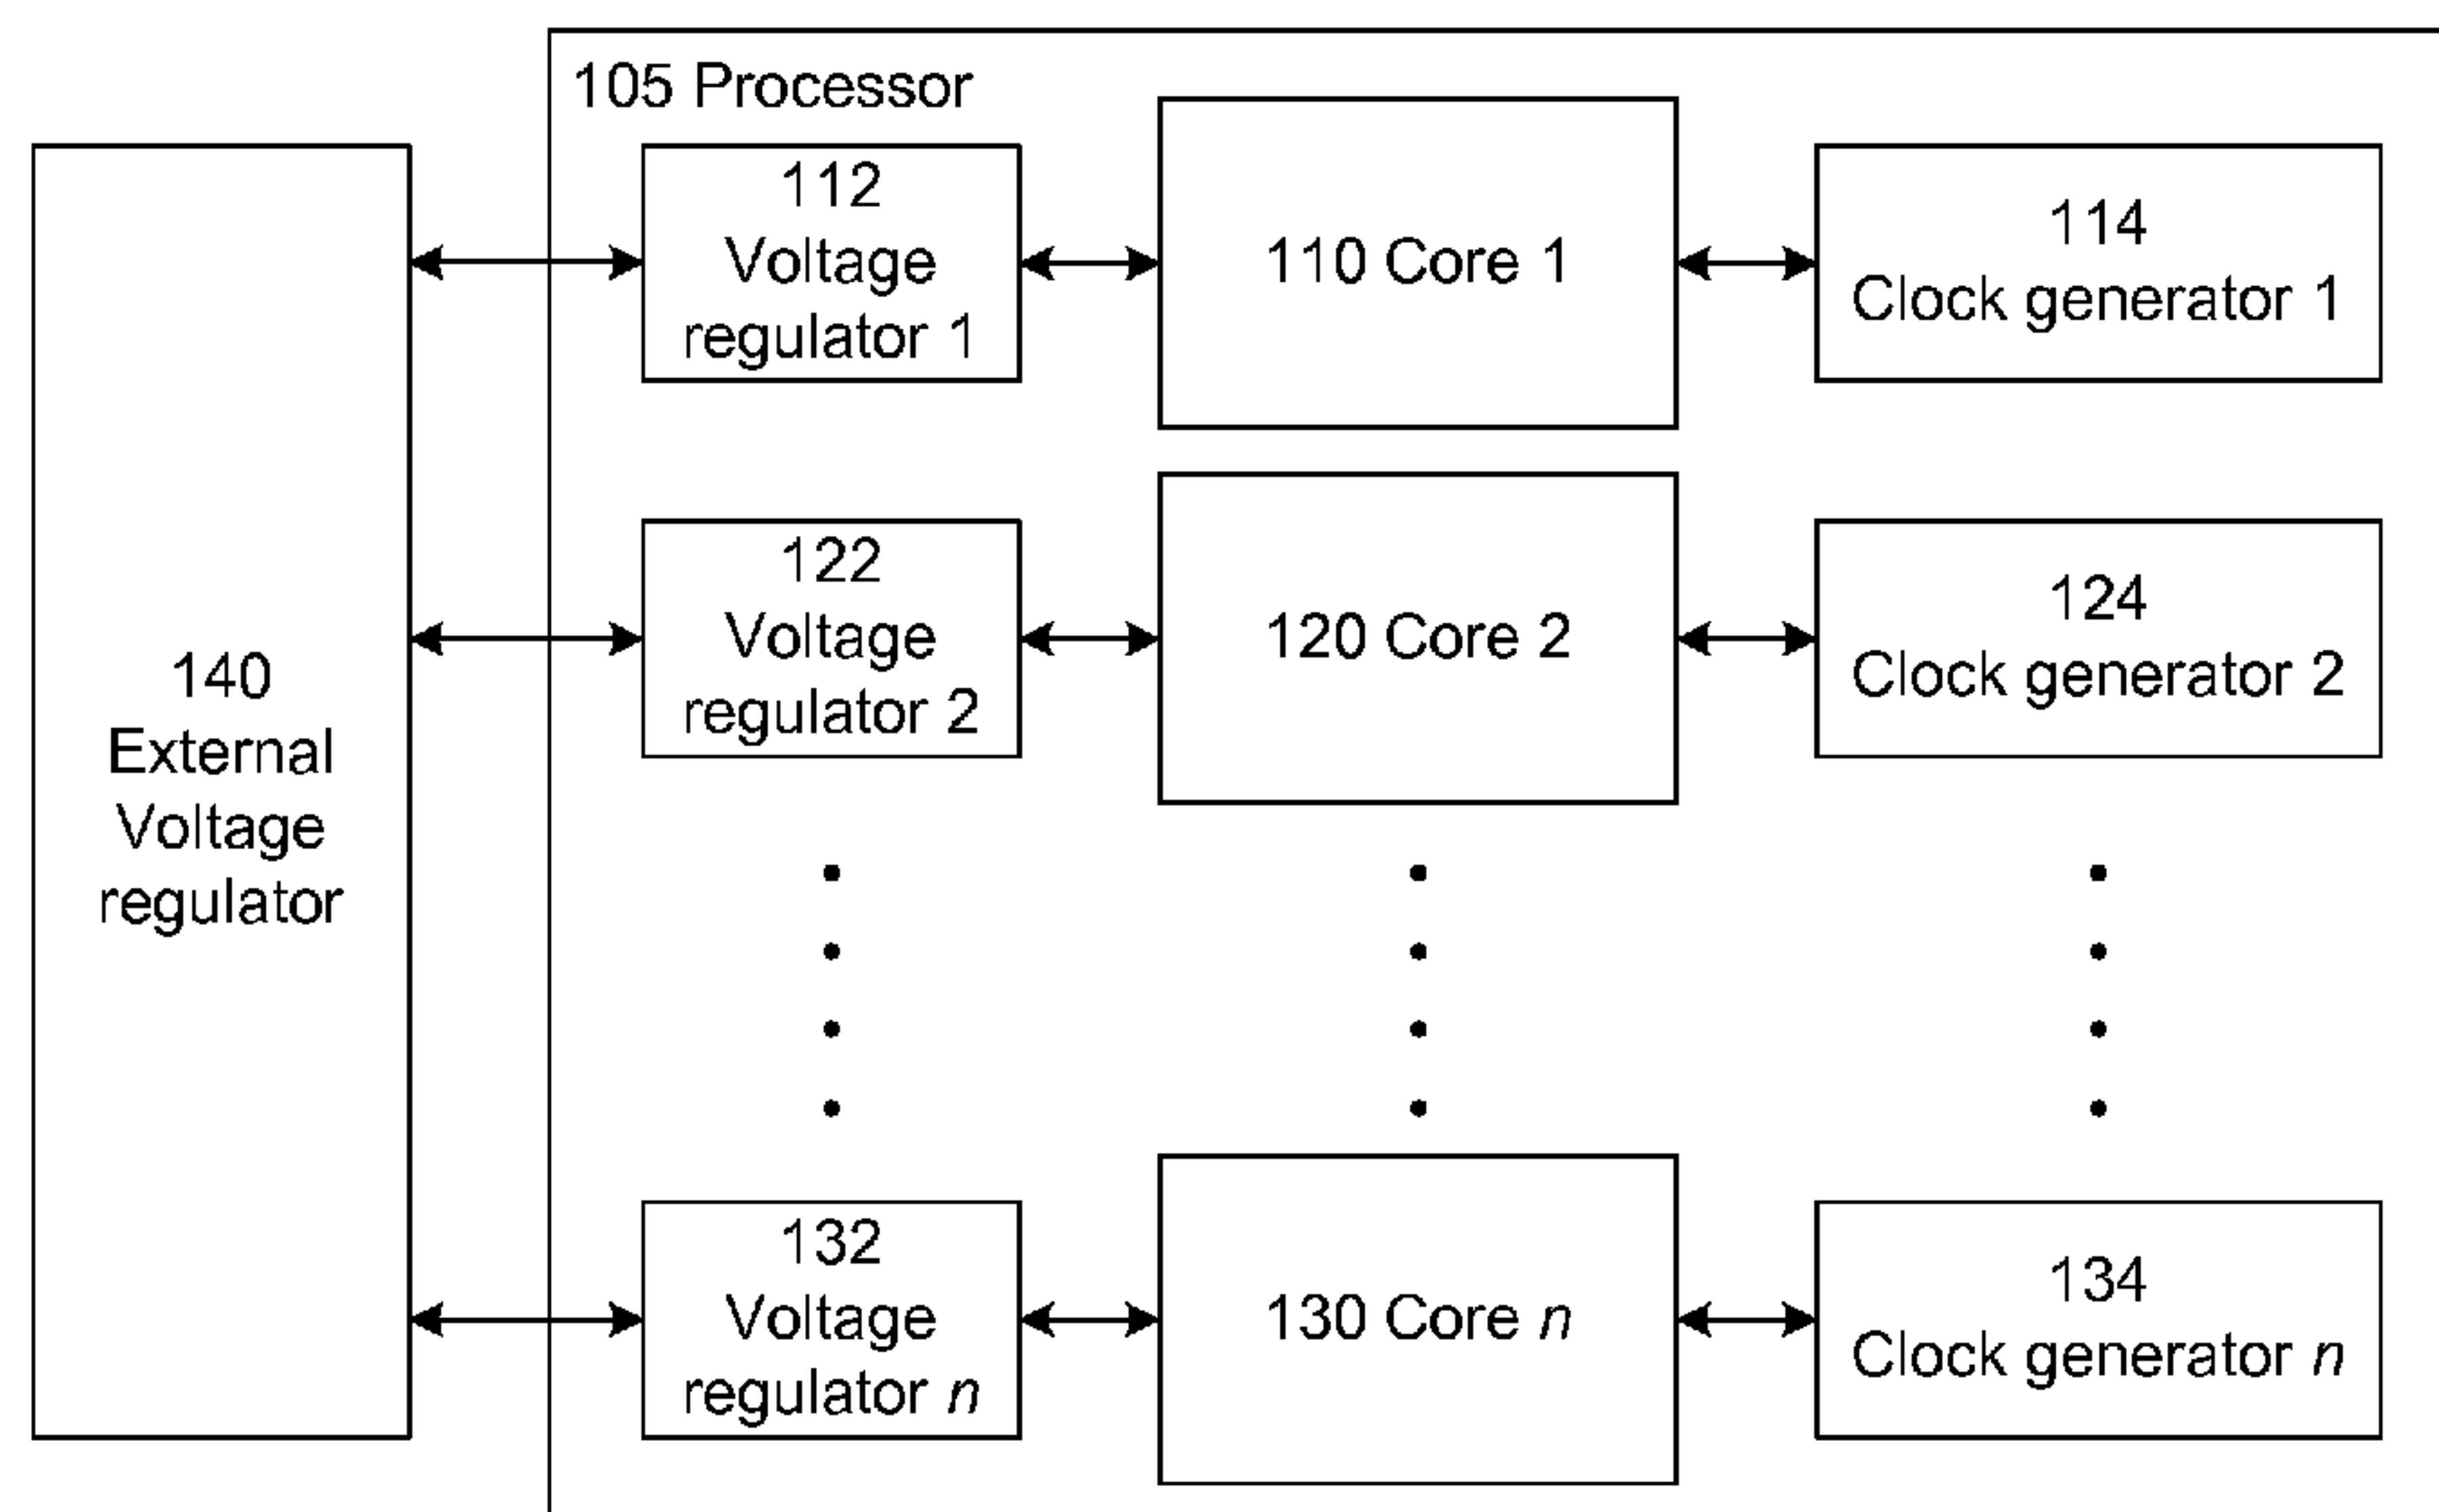 105 Processor
112
Voltage
regulator 1
110 Core 1
114
Clock generator 1
122
Voltage
regulator 2
120 Core 2
124
Clock generator 2
140
External
Voltage
regulator
132
Voltage
regulator n
130 Core n
134
Clock generator n